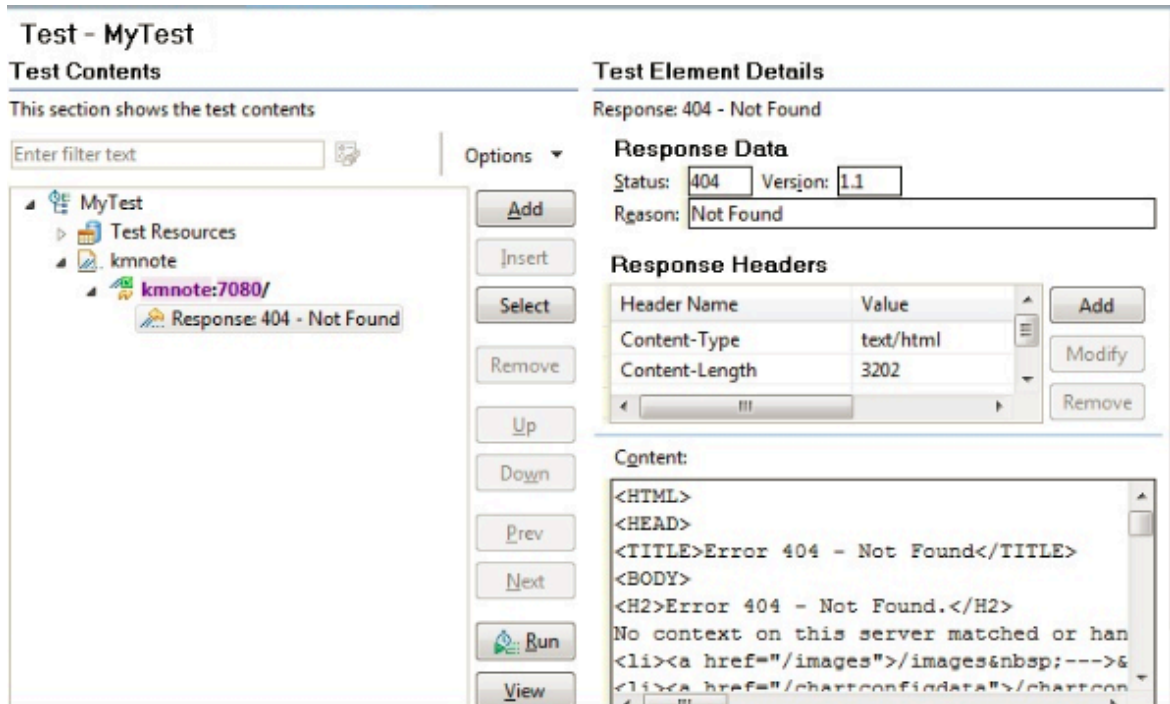 Test - MyTest
Test Contents
This section shows the test contents
Enter filter text
Options
MyTest
Test Resources
kmnote
kmnote:7080/
Response: 404 - Not Found
Add
Insert
Select
Remove
Up
Down
Prev
Next
Run
View
Test Element Details
Response: 404 - Not Found
Response Data
Status: 404 Version: 1.1
Reason: Not Found
Response Headers
Header Name Value
Content-Type text/html
Content-Length 3202
Add
Modify
Remove
Content:
<HTML>
<HEAD>
<TITLE>Error 404 - Not Found</TITLE>
<BODY>
<H2>Error 404 - Not Found.</H2>
No context on this server matched or han
<li><a href="/images">/images&nbsp;--->&
<li><a href="/chartconfigdata">/chartcon